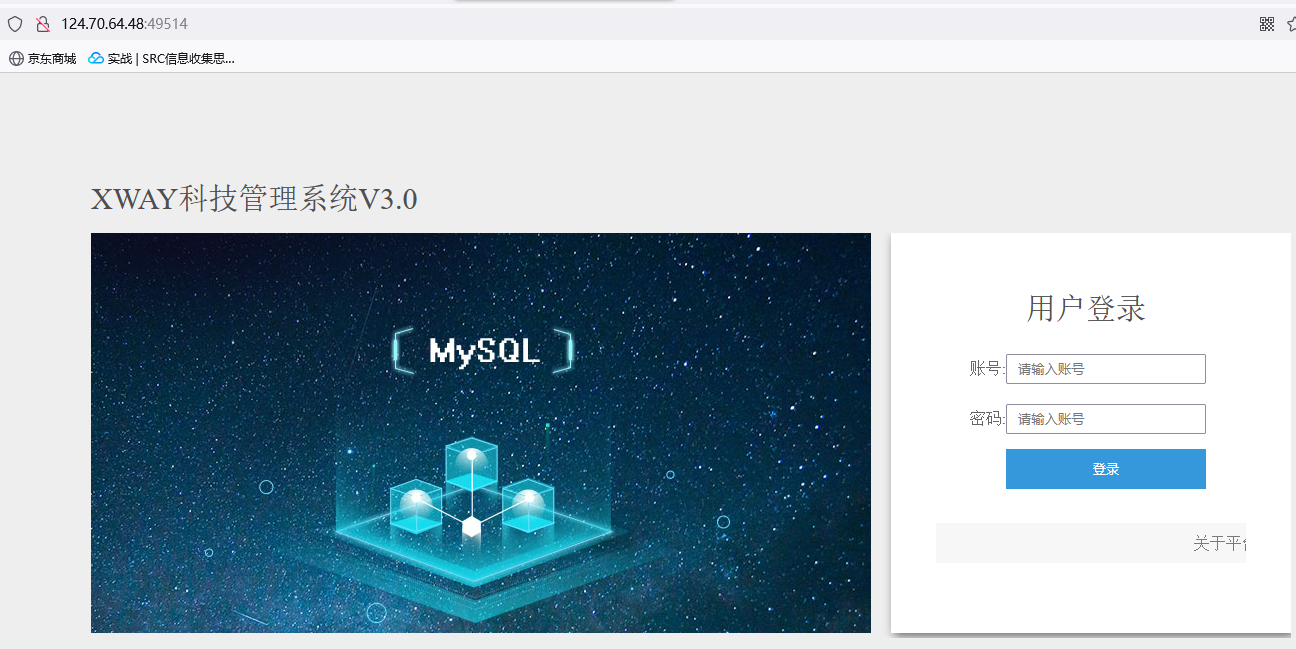 124.70.64.48:49514
京东商城 实战 | SRC信息收集思...
XWAY科技管理系统V3.0
MySQL
用户登录
账号: 请输入账号
密码: 请输入账号
登录
关于平